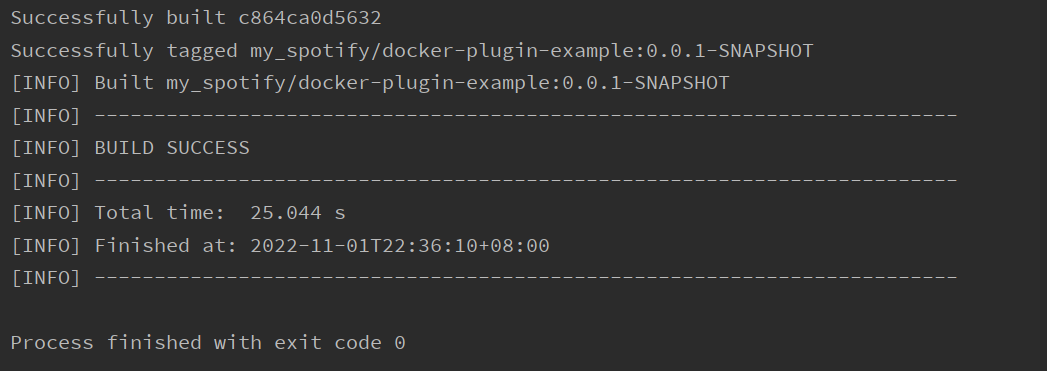 Successfully built c864ca0d5632
Successfully tagged my_spotify/docker-plugin-example:0.0.1-SNAPSHOT
[INFO] Built my_spotify/docker-plugin-example:0.0.1-SNAPSHOT
[INFO] ------------------------------------------------------------------------
[INFO] BUILD SUCCESS
[INFO] ------------------------------------------------------------------------
[INFO] Total time:  25.044 s
[INFO] Finished at: 2022-11-01T22:36:10+08:00
[INFO] ------------------------------------------------------------------------
Process finished with exit code 0